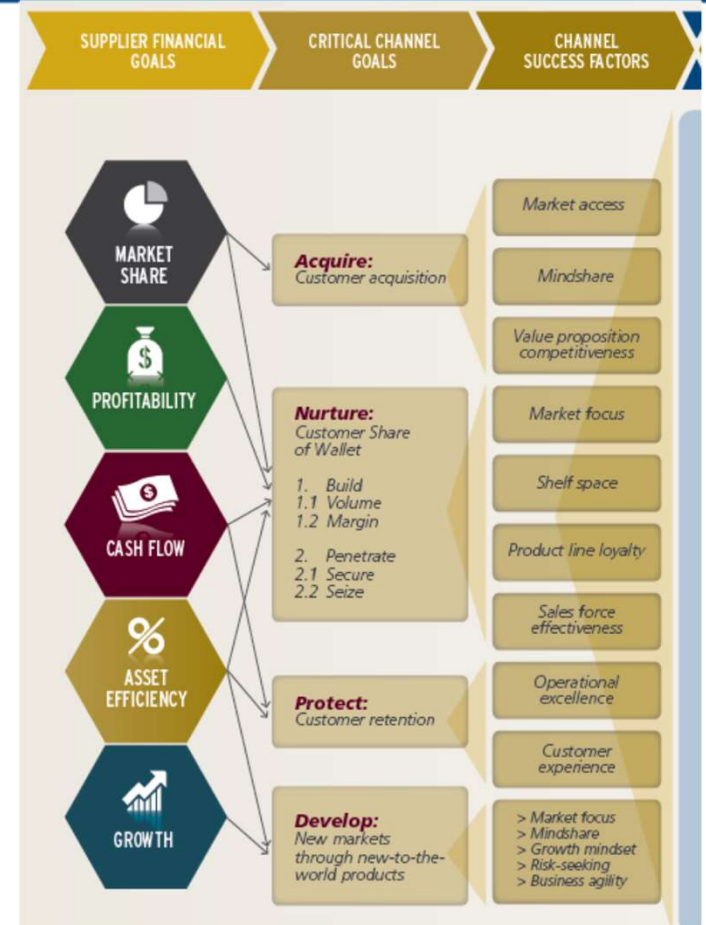 SUPPLIER FINANCIAL
GOALS
CRITICAL CHANNEL
GOALS
CHANNEL
SUCCESS FACTORS
MARKET
SHARE
PROFITABILITY
$
CASH FLOW
$
ASSET
EFFICIENCY
%
GROWTH
Acquire:
Customer acquisition
Nurture:
Customer Share
of Wallet
1. Build
1.1 Volume
1.2 Margin
2. Penetrate
2.1 Secure
2.2 Seize
Protect:
Customer retention
Develop:
New markets
through new-to-the-
world products
Market access
Mindshare
Value proposition
competitiveness
Market focus
Shelf space
Product line loyalty
Sales force
effectiveness
Operational
excellence
Customer
experience
> Market focus
> Mindshare
> Growth mindset
> Risk-seeking
> Business agility